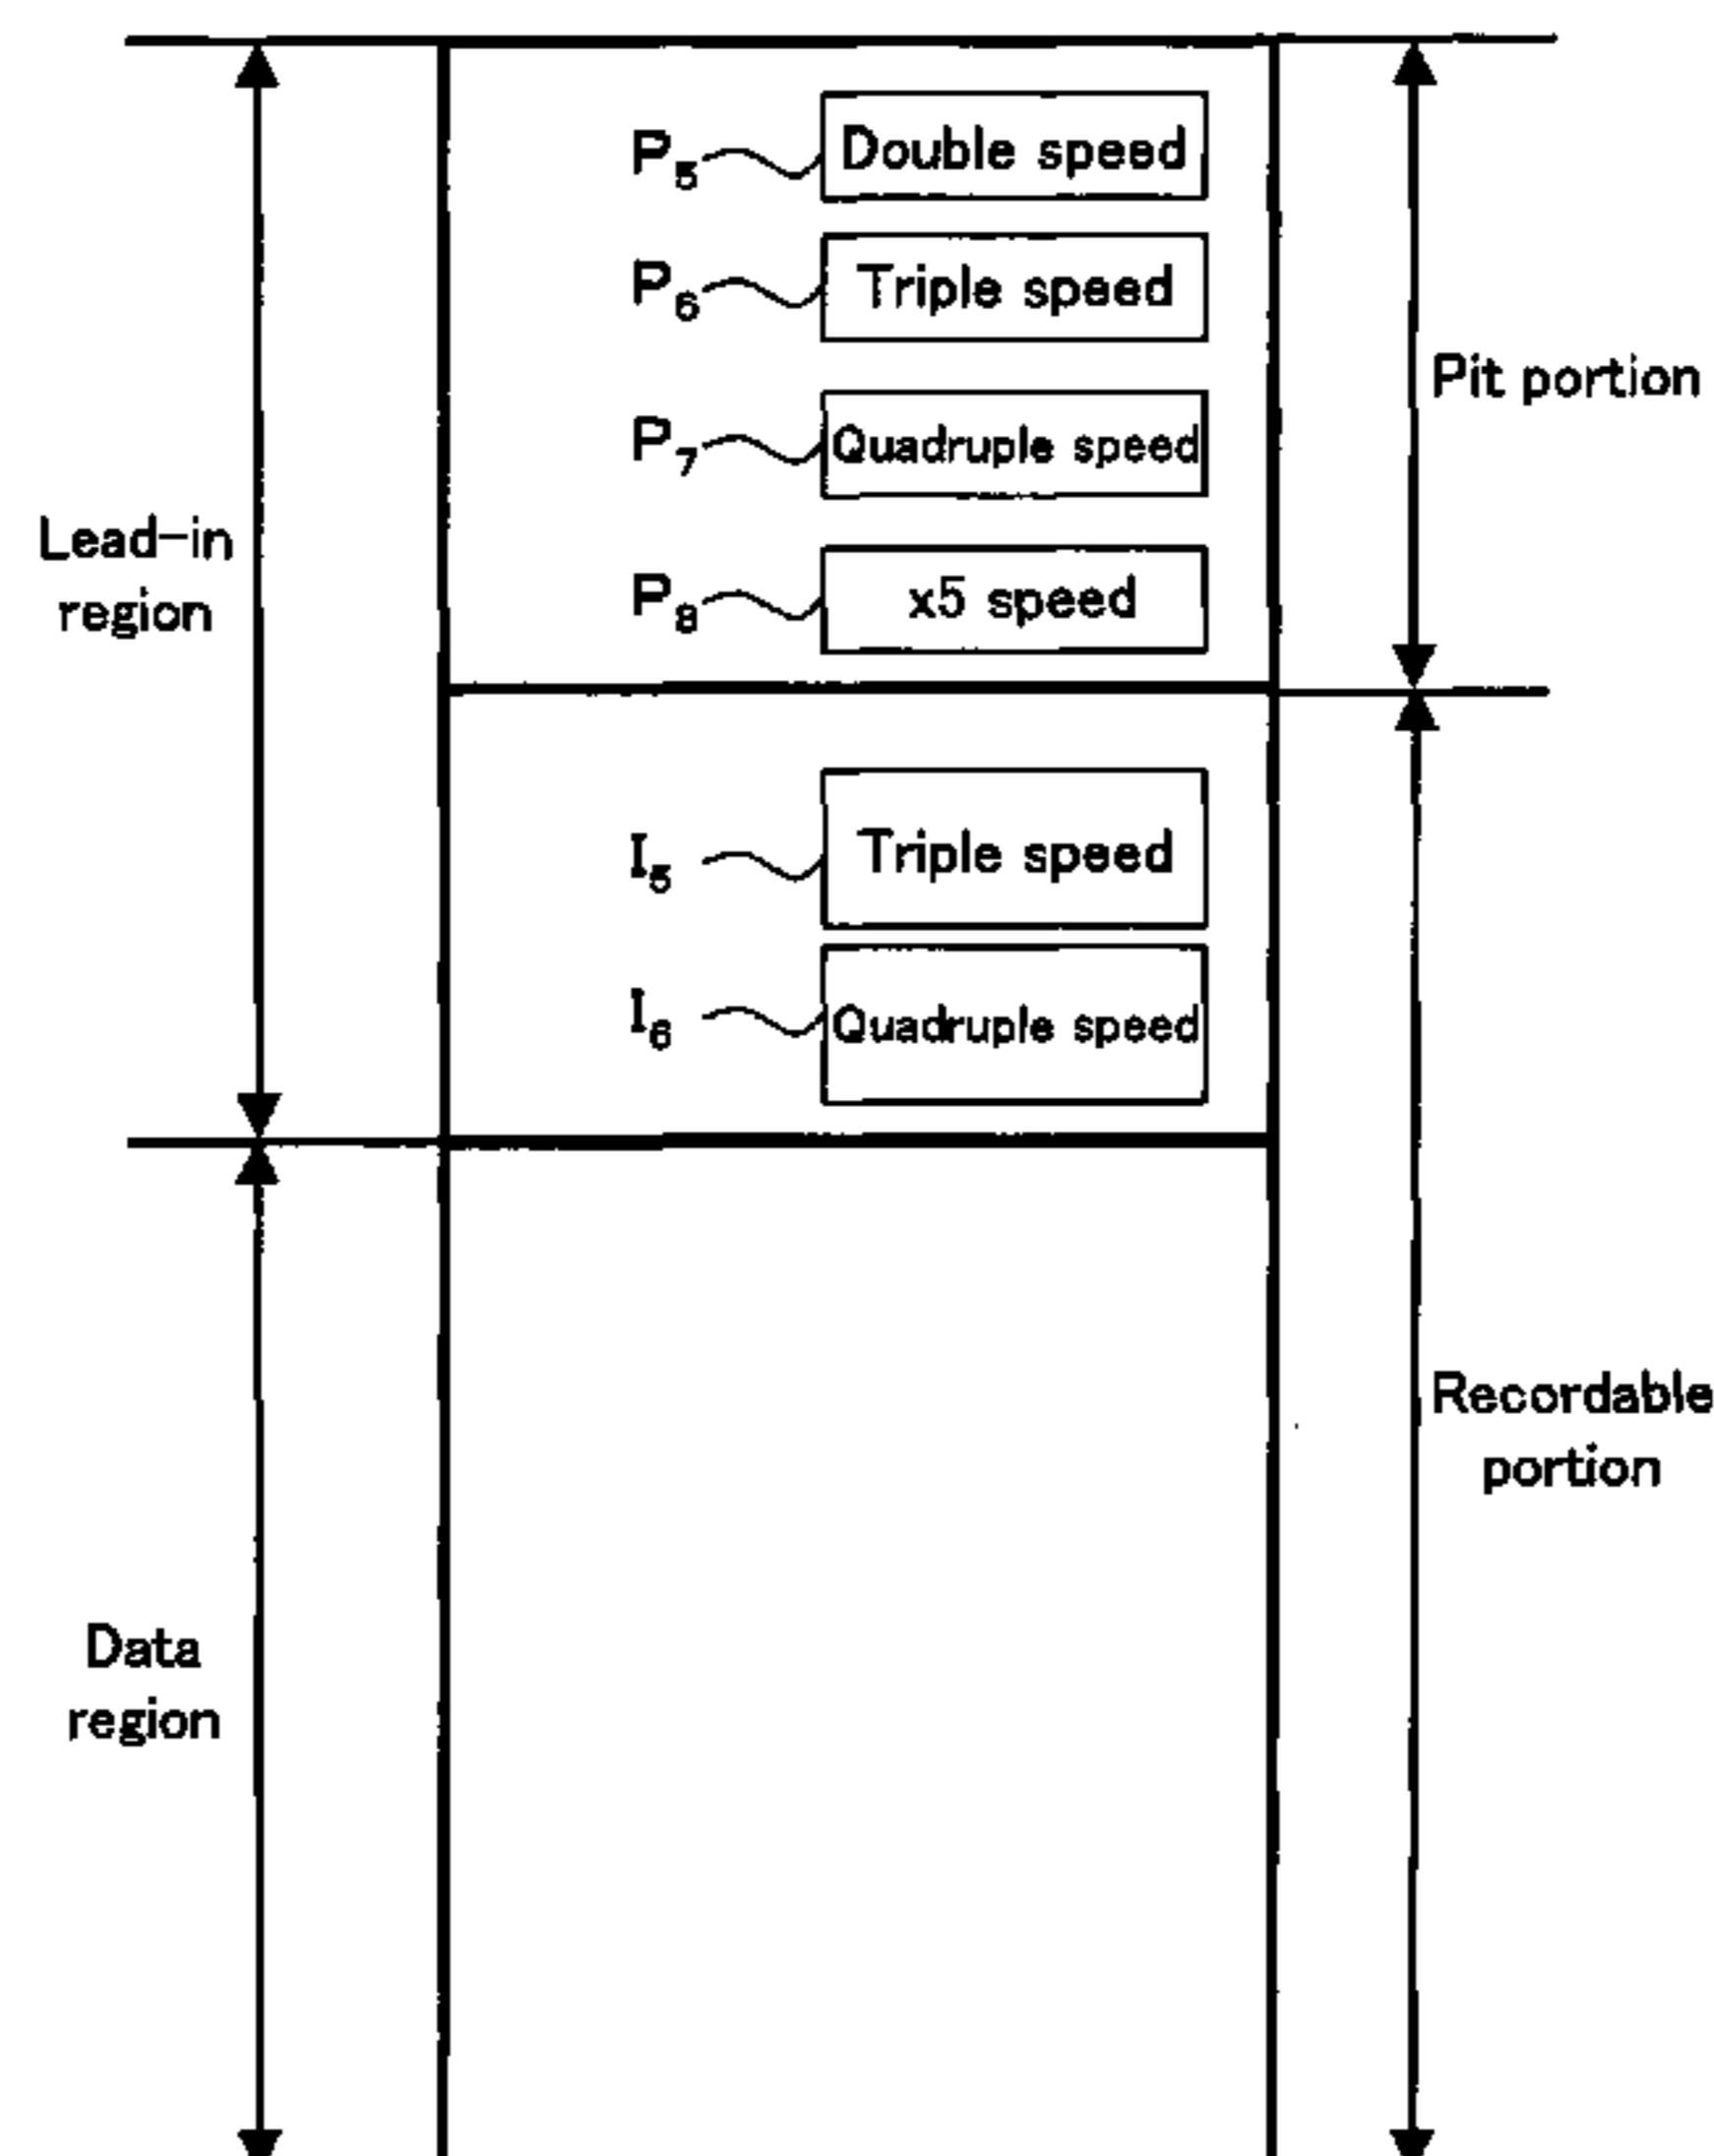 P5 Double speed
P6 Triple speed
P7 Quadruple speed
P8 x5 speed
Pit portion
Lead-in
region
I5 Triple speed
I6 Quadruple speed
Recordable
portion
Data
region